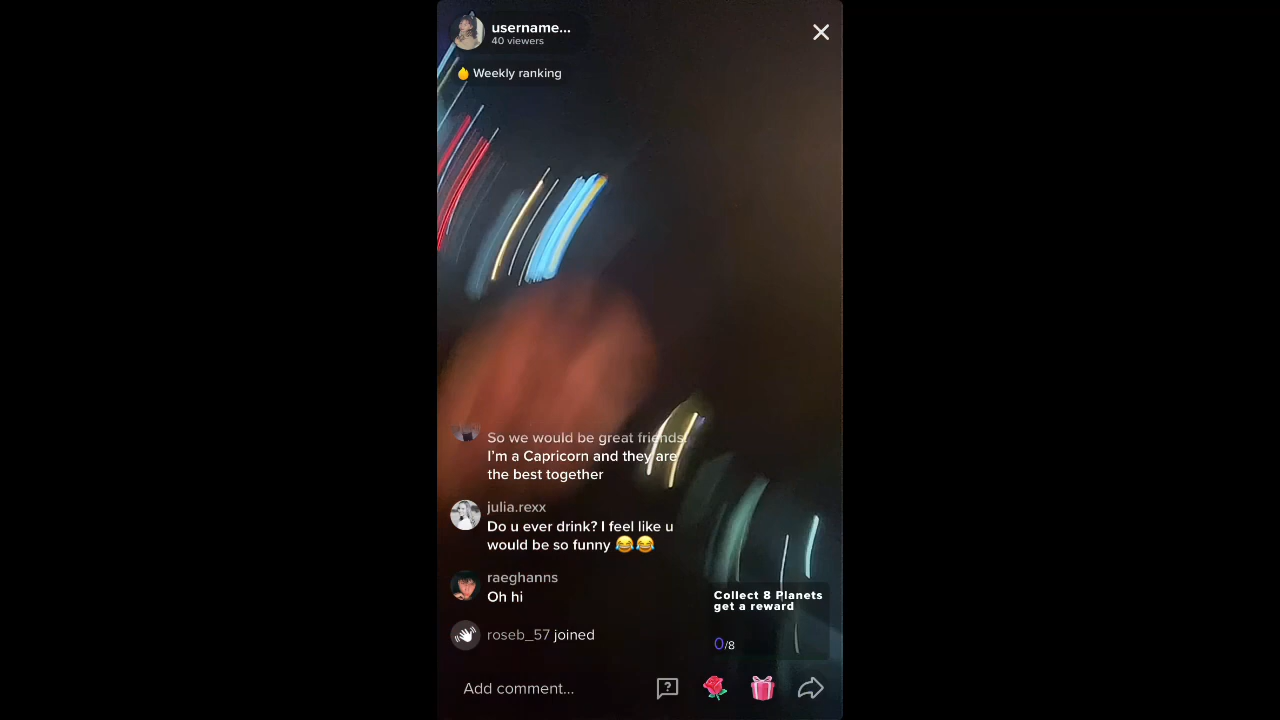 username...
40 viewers
Weekly ranking
So we would be great friends.
I'm a Capricorn and they are
the best together
julia.rexx
Do u ever drink? I feel like u
would be so funny 😂😂
raeghanns
Oh hi
roseb_57 joined
Collect 8 Planets
get a reward
0/8
Add comment...